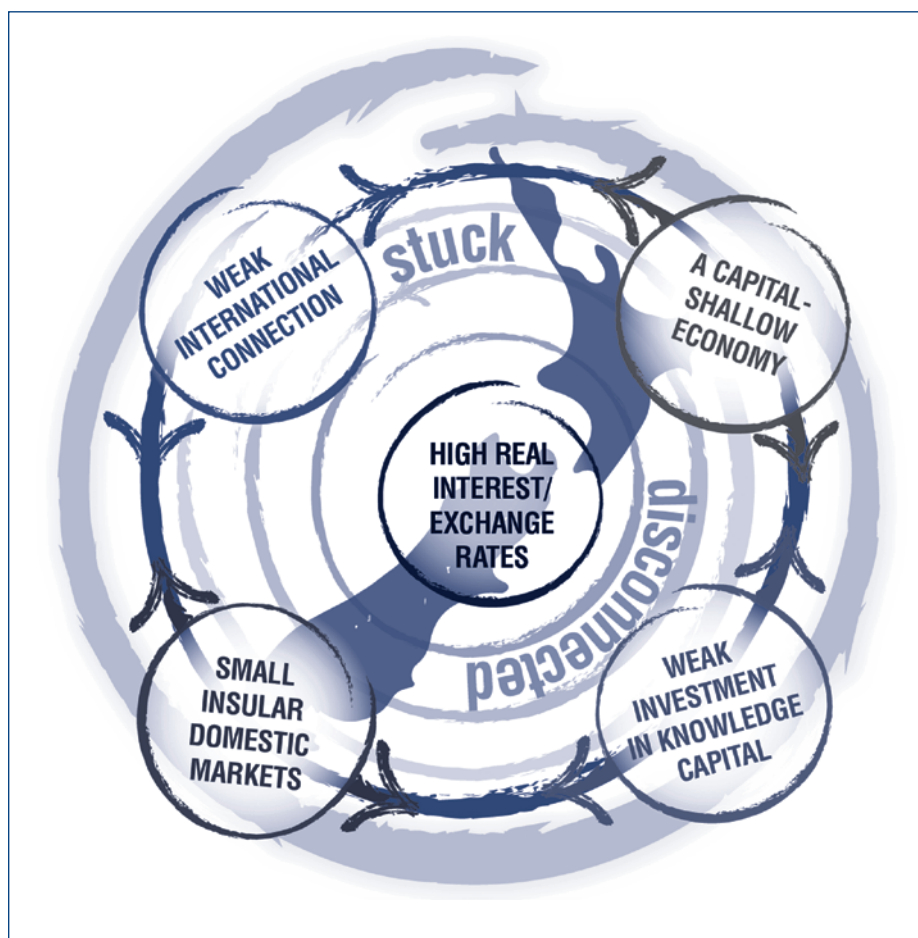 stuck
WEAK
INTERNATIONAL
CONNECTION
A CAPITAL-
SHALLOW
ECONOMY
HIGH REAL
INTEREST/
EXCHANGE
RATES
disconnected
SMALL
INSULAR
DOMESTIC
MARKETS
WEAK
INVESTMENT
IN KNOWLEDGE
CAPITAL